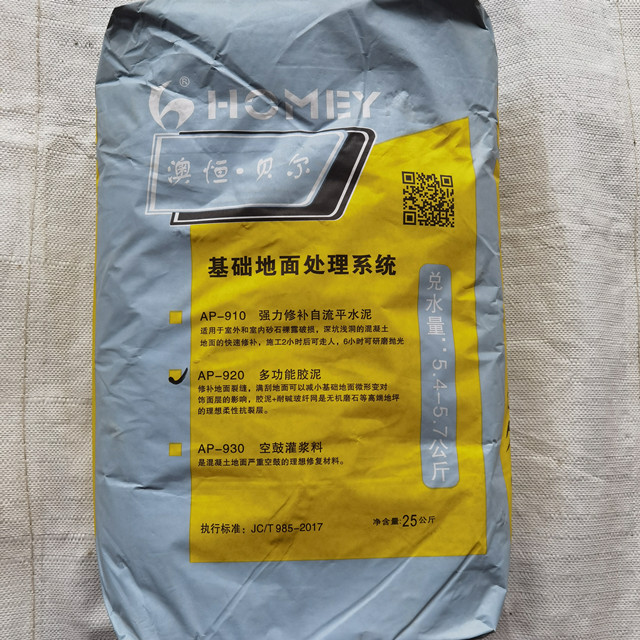 ® HOMEY
澳恒·贝尔
基础地面处理系统
AP-910 强力修补自流平水泥
适用于室外和室内砂石裸露破损，深坑浅洞的混凝土
地面的快速修补，施工2小时后可走人，6小时可研磨抛光
AP-920 多功能胶泥
修补地面裂缝，满刮地面可以减小基础地面微形变对
饰面层的影响，胶泥+耐碱玻纤网是无机磨石等高端地坪
的理想柔性抗裂层。
AP-930 空鼓灌浆料
是混凝土地面严重空鼓的理想修复材料。
执行标准：JC/T 985-2017
净含量:25公斤
兑水量：5.4-5.7公斤